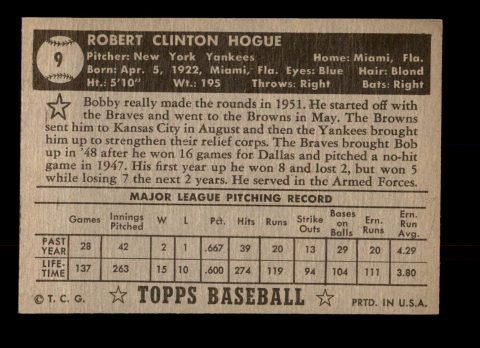 9
ROBERT CLINTON HOGUE
Pitcher: New York Yankees Home: Miami, Fla.
Born: Apr. 5, 1922, Miami, Fla. Eyes: Blue Hair: Blond
Ht.: 5'10" Wt.: 195 Throws: Right Bats: Right
Bobby really made the rounds in 1951. He started off with
the Braves and went to the Browns in May. The Browns
sent him to Kansas City in August and then the Yankees brought
him up to strengthen their relief corps. The Braves brought Bob
up in '48 after he won 16 games for Dallas and pitched a no-hit
game in 1947. His first year up he won 8 and lost 2, but won 5
while losing 7 the next 2 years. He served in the Armed Forces.
MAJOR LEAGUE PITCHING RECORD
Games Innings Pitched W L Pct. Hits Runs Strike Outs Bases on Balls Ern. Runs Ern. Run Avg.
PAST YEAR 28 42 2 1 .667 39 20 13 29 20 4.29
LIFE-TIME 137 263 15 10 .600 274 119 94 104 111 3.80
© T. C. G. TOPPS BASEBALL PRTD. IN U.S.A.